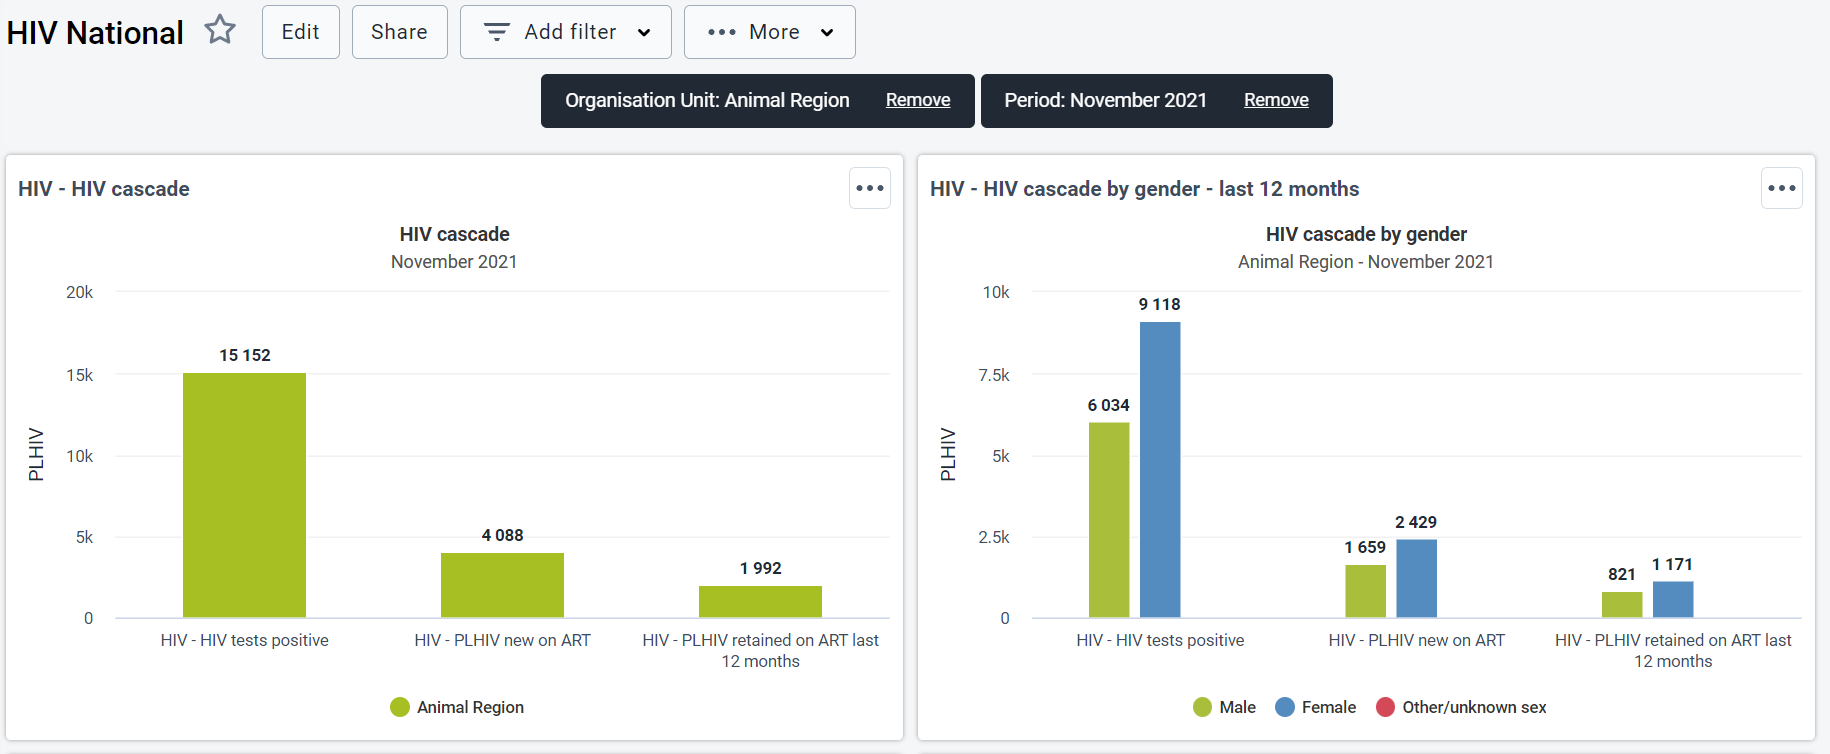 HIV National
Edit
Share
Add filter
More
Organisation Unit: Animal Region Remove
Period: November 2021 Remove
HIV - HIV cascade
HIV cascade
November 2021
PLHIV
20k
15k
10k
5k
0
15 152
4 088
1 992
HIV - HIV tests positive
HIV - PLHIV new on ART
HIV - PLHIV retained on ART last
12 months
Animal Region
HIV - HIV cascade by gender - last 12 months
HIV cascade by gender
Animal Region - November 2021
PLHIV
10k
7.5k
5k
2.5k
0
6 034
9 118
1 659
2 429
821
1 171
HIV - HIV tests positive
HIV - PLHIV new on ART
HIV - PLHIV retained on ART last
12 months
Male
Female
Other/unknown sex